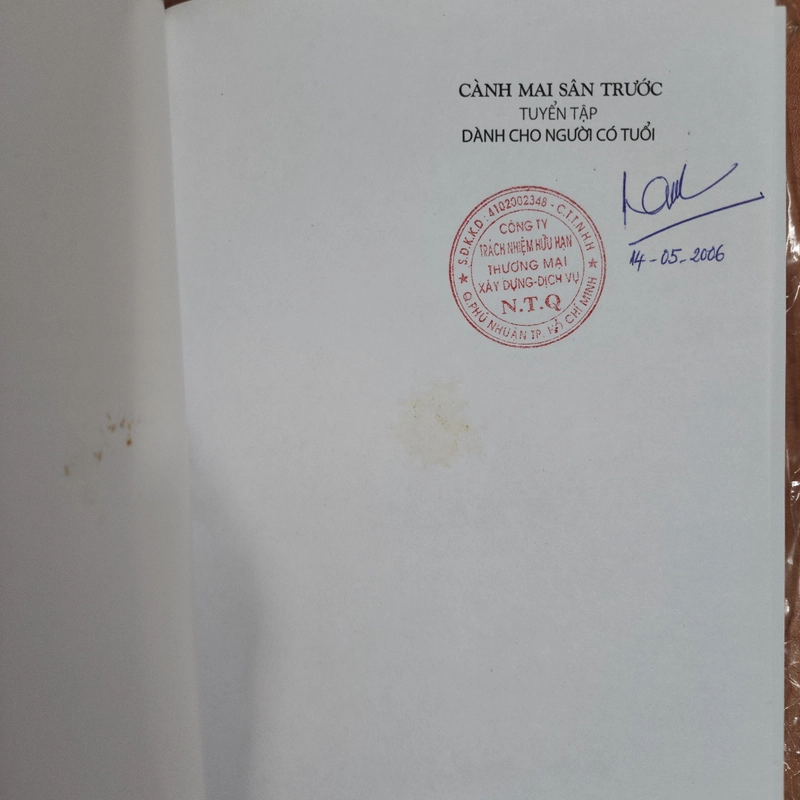 CÀNH MAI SÂN TRƯỚC
TUYỂN TẬP
DÀNH CHO NGƯỜI CÓ TUỔI
S.Đ.K.K.D: 4102002348 - C.T.T.N.H.H
CÔNG TY
TRÁCH NHIỆM HỮU HẠN
THƯƠNG MẠI
XÂY DỰNG-DỊCH VỤ
N.T.Q
Q.PHÚ NHUẬN TP. HỒ CHÍ MINH
14-05-2006